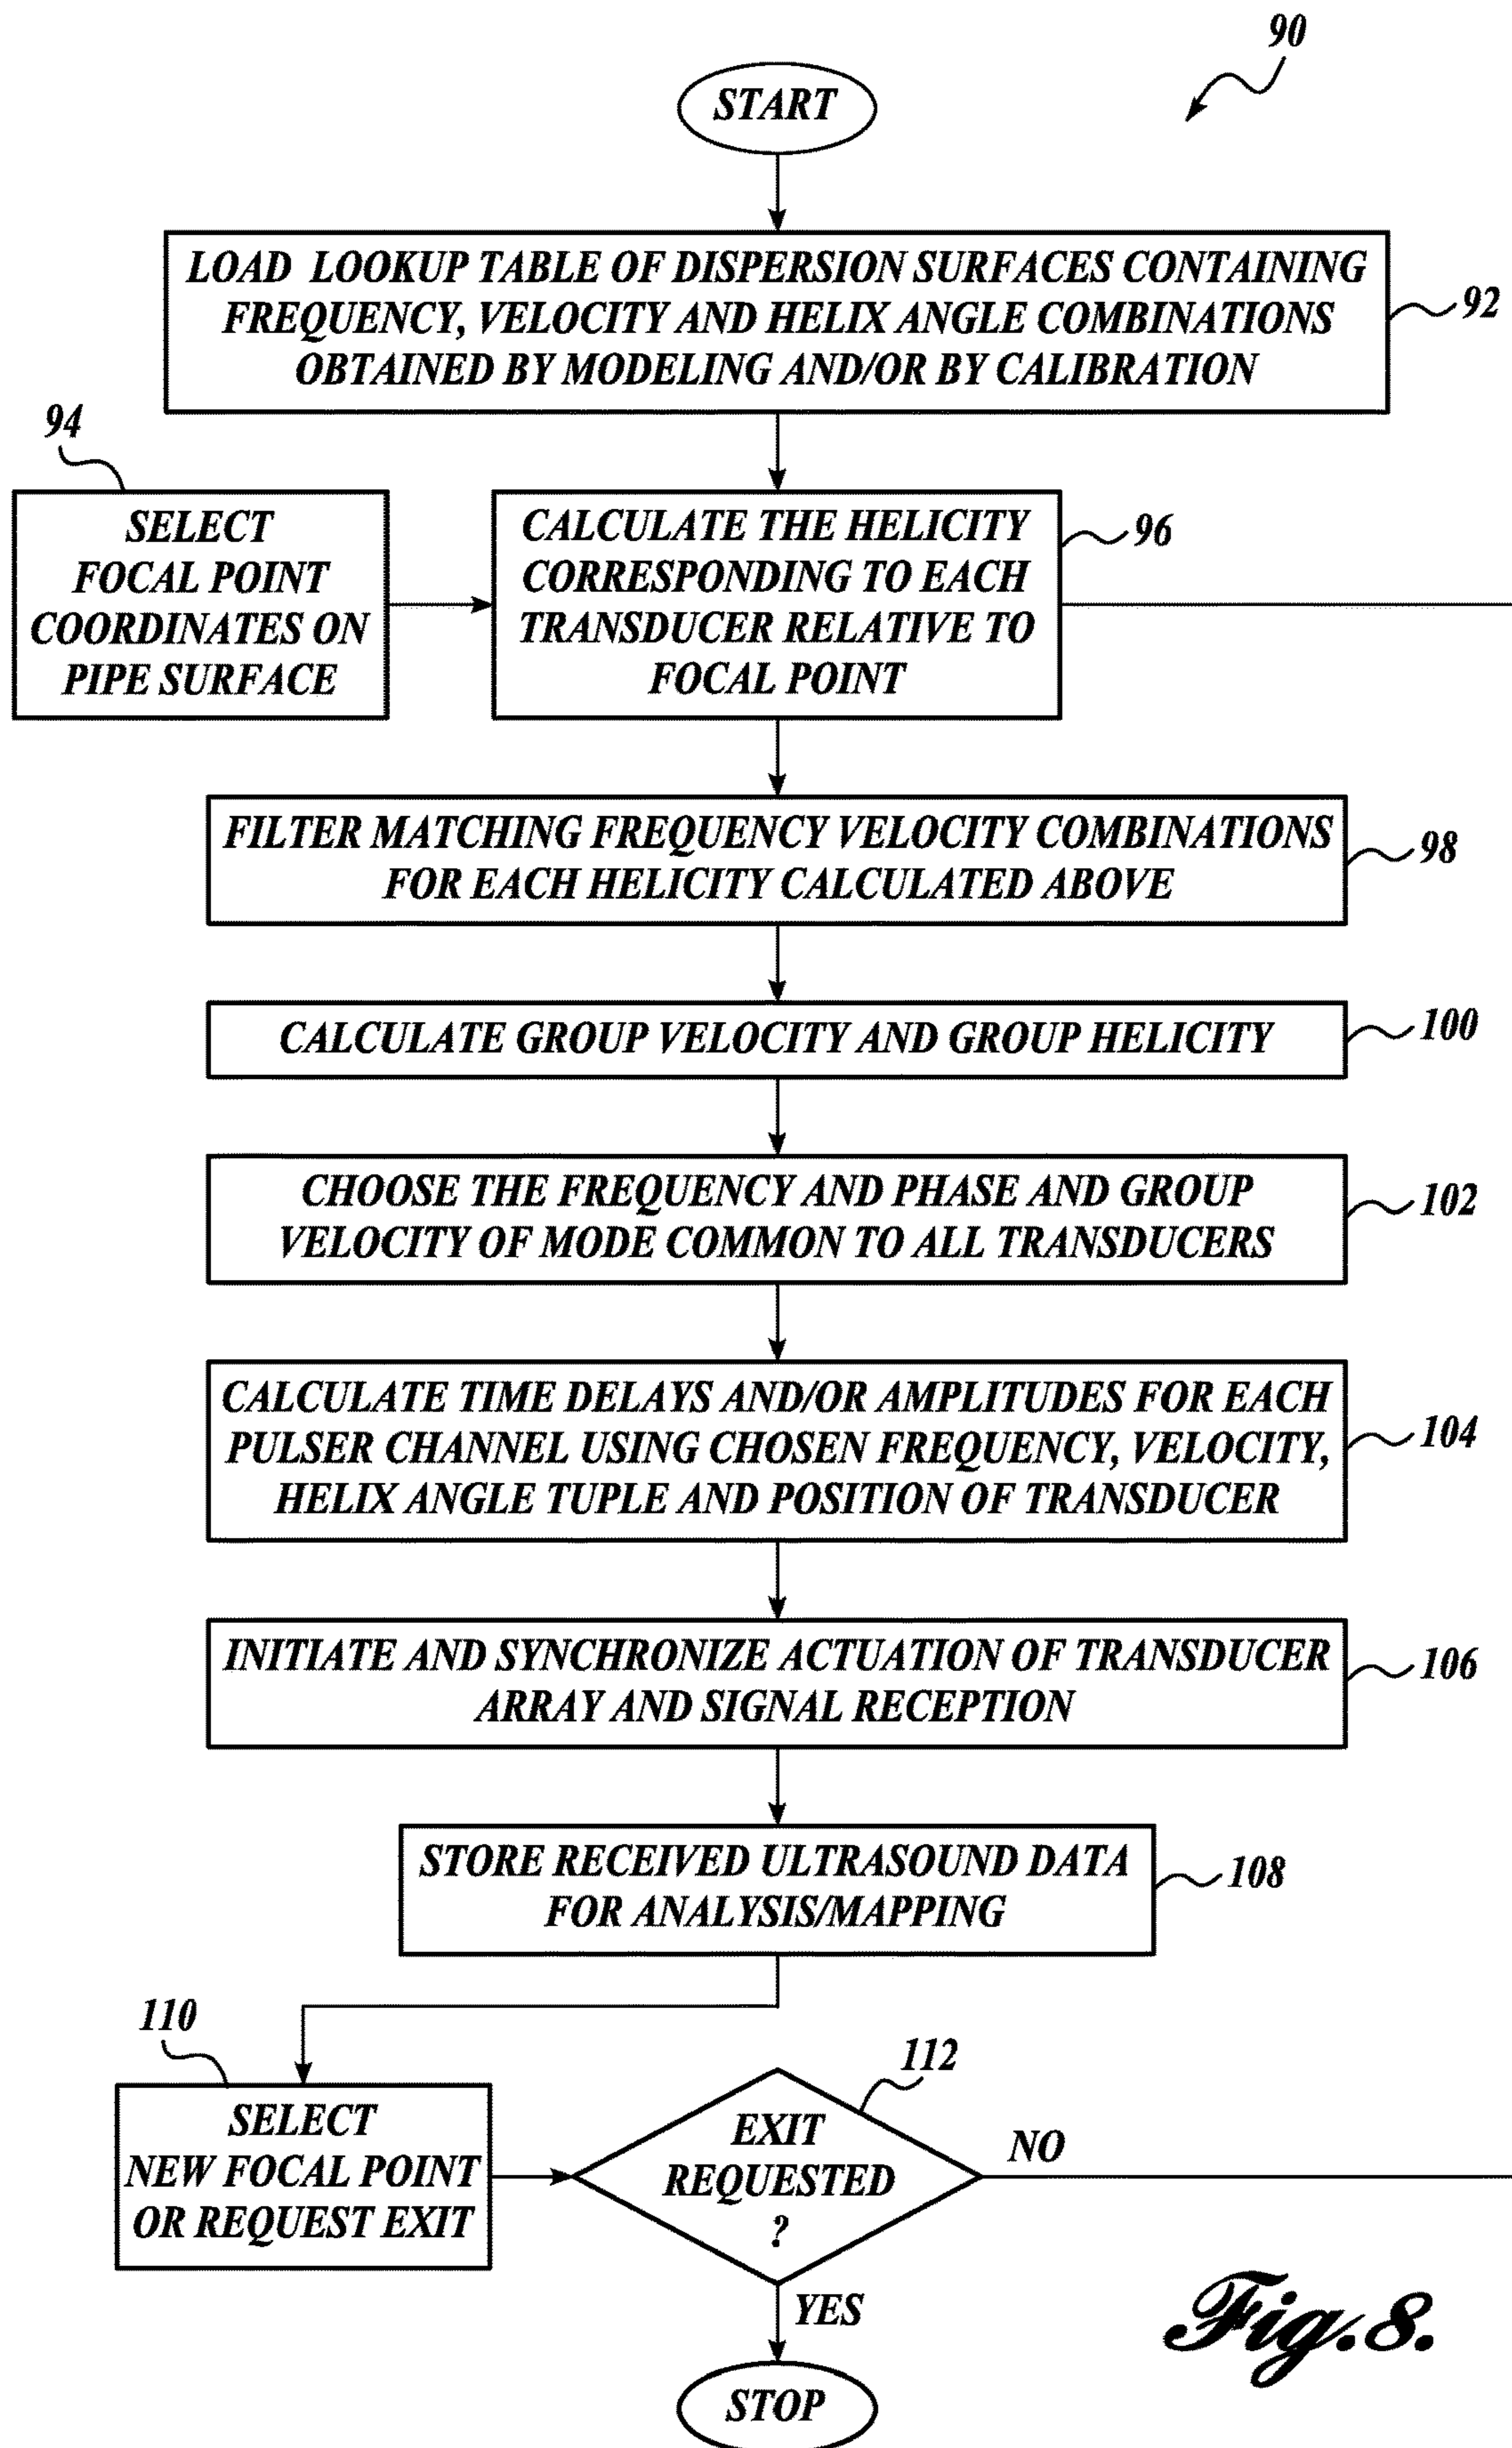 90
START
LOAD LOOKUP TABLE OF DISPERSION SURFACES CONTAINING
FREQUENCY, VELOCITY AND HELIX ANGLE COMBINATIONS
OBTAINED BY MODELING AND/OR BY CALIBRATION
92
94
SELECT
FOCAL POINT
COORDINATES ON
PIPE SURFACE
CALCULATE THE HELICITY
CORRESPONDING TO EACH
TRANSDUCER RELATIVE TO
FOCAL POINT
96
FILTER MATCHING FREQUENCY VELOCITY COMBINATIONS
FOR EACH HELICITY CALCULATED ABOVE
98
CALCULATE GROUP VELOCITY AND GROUP HELICITY
100
CHOOSE THE FREQUENCY AND PHASE AND GROUP
VELOCITY OF MODE COMMON TO ALL TRANSDUCERS
102
CALCULATE TIME DELAYS AND/OR AMPLITUDES FOR EACH
PULSER CHANNEL USING CHOSEN FREQUENCY, VELOCITY,
HELIX ANGLE TUPLE AND POSITION OF TRANSDUCER
104
INITIATE AND SYNCHRONIZE ACTUATION OF TRANSDUCER
ARRAY AND SIGNAL RECEPTION
106
STORE RECEIVED ULTRASOUND DATA
FOR ANALYSIS/MAPPING
108
110
SELECT
NEW FOCAL POINT
OR REQUEST EXIT
112
EXIT
REQUESTED
?
NO
YES
STOP
Fig.8.